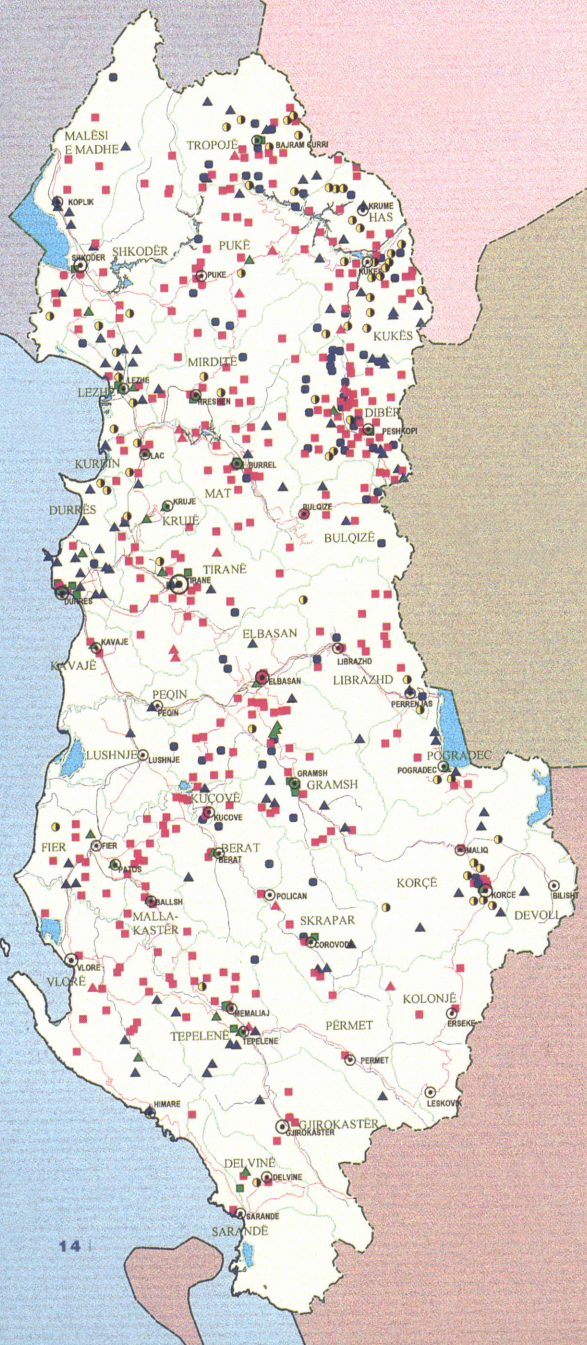 MALËSI
E MADHE
TROPOJË
BAJRAM CURRI
KOPLIK
KRUME
HAS
PUKË
SHKODËR
SHKODER
KUKES
PUKE
KUKËS
MIRDITË
LEZHE
LEZHË
RRESHEN
DIBËR
PESHKOPI
KURBIN
LAC
BURREL
MAT
DURRËS
KRUJE
KRUJË
BULQIZE
BULQIZË
TIRANË
TIRANE
DURRES
ELBASAN
KAVAJE
LIBRAZHD
KAVAJË
ELBASAN
LIBRAZHD
PEQIN
PEQIN
PERRENJAS
LUSHNJE
LUSHNJE
POGRADEC
POGRADEC
GRAMSH
GRAMSH
KUÇOVË
KUCOVE
FIER
FIER
BERAT
BERAT
MALIQ
PATOS
KORÇË
KORCE
BILISHT
BALLSH
POLICAN
MALLA-
KASTËR
SKRAPAR
DEVOLL
COROVODA
VLORË
VLORË
KOLONJË
MEMALIAJ
ERSEKE
PËRMET
TEPELENË
TEPELENE
PERMET
LESKOVIK
HIMARE
GJIROKASTËR
GJIROKASTER
DELVINË
DELVINE
SARANDE
SARANDË
14